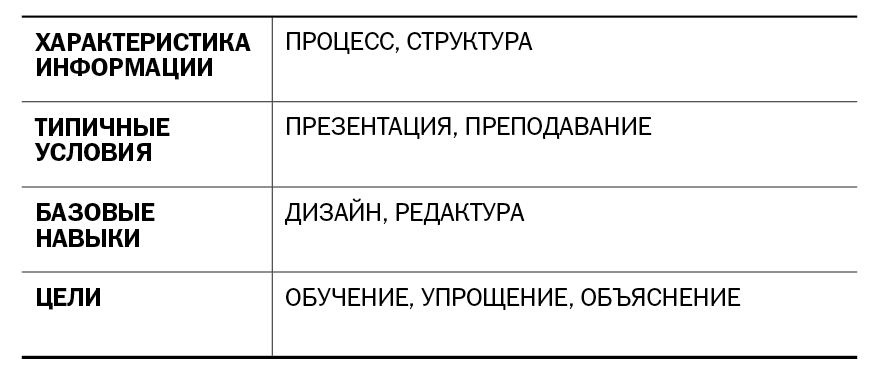 ХАРАКТЕРИСТИКА ПРОЦЕСС, СТРУКТУРА
ИНФОРМАЦИИ
ТИПИЧНЫЕ ПРЕЗЕНТАЦИЯ, ПРЕПОДАВАНИЕ
УСЛОВИЯ
БАЗОВЫЕ ДИЗАЙН, РЕДАКТУРА
НАВЫКИ
ЦЕЛИ ОБУЧЕНИЕ, УПРОЩЕНИЕ, ОБЪЯСНЕНИЕ